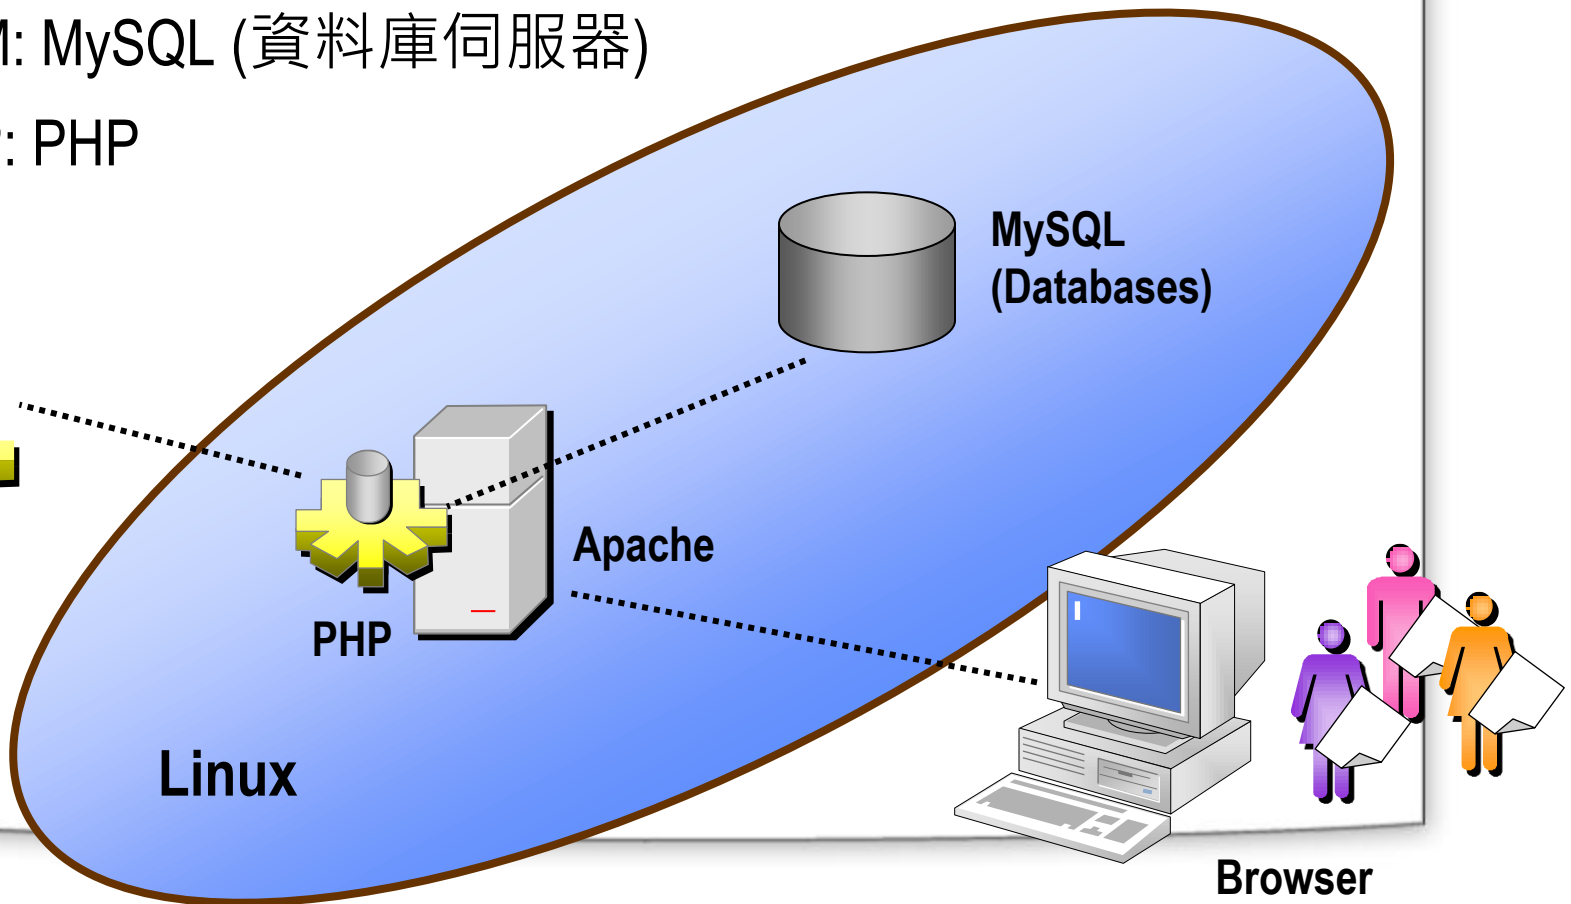 M: MySQL (資料庫伺服器)
: PHP
MySQL
(Databases)
Apache
PHP
Linux
Browser